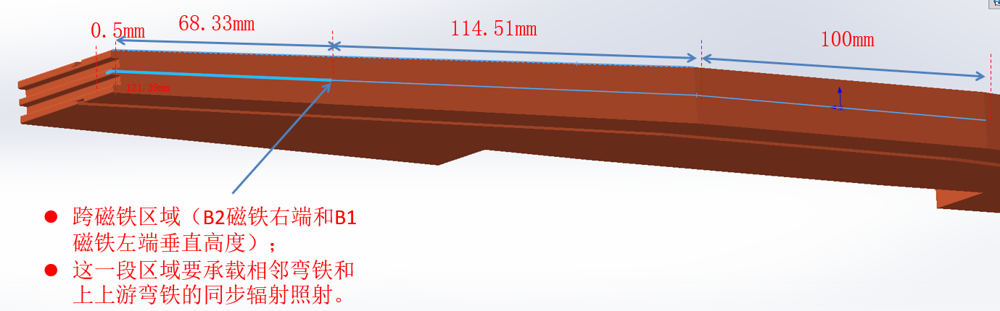 0.5mm
68.33mm
114.51mm
100mm
121.39mm
跨磁铁区域（B2磁铁右端和B1
磁铁左端垂直高度）;
这一段区域要承载相邻弯铁和
上上游弯铁的同步辐射照射。